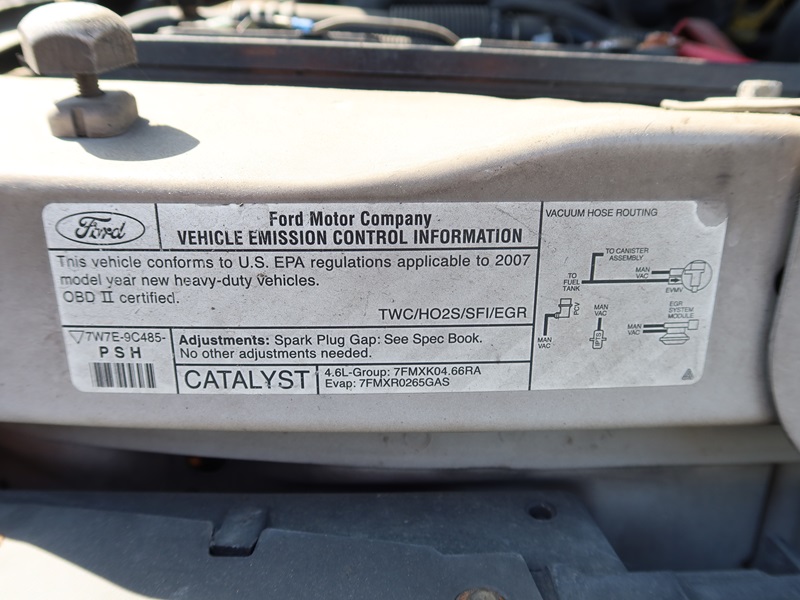 Ford
Ford Motor Company
VEHICLE EMISSION CONTROL INFORMATION
This vehicle conforms to U.S. EPA regulations applicable to 2007
model year new heavy-duty vehicles.
OBD II certified.
TWC/HO2S/SFI/EGR
7W7E-9C485-
PSH
Adjustments: Spark Plug Gap: See Spec Book.
No other adjustments needed.
CATALYST
4.6L-Group: 7FMXK04.66RA
Evap: 7FMXR0265GAS
VACUUM HOSE ROUTING
TO CANISTER
ASSEMBLY
TO FUEL
TANK
MAN
VAC
EVMV
PCV
MAN
VAC
MAN
VAC
IPTS
MAN
VAC
EGR
SYSTEM
MODULE